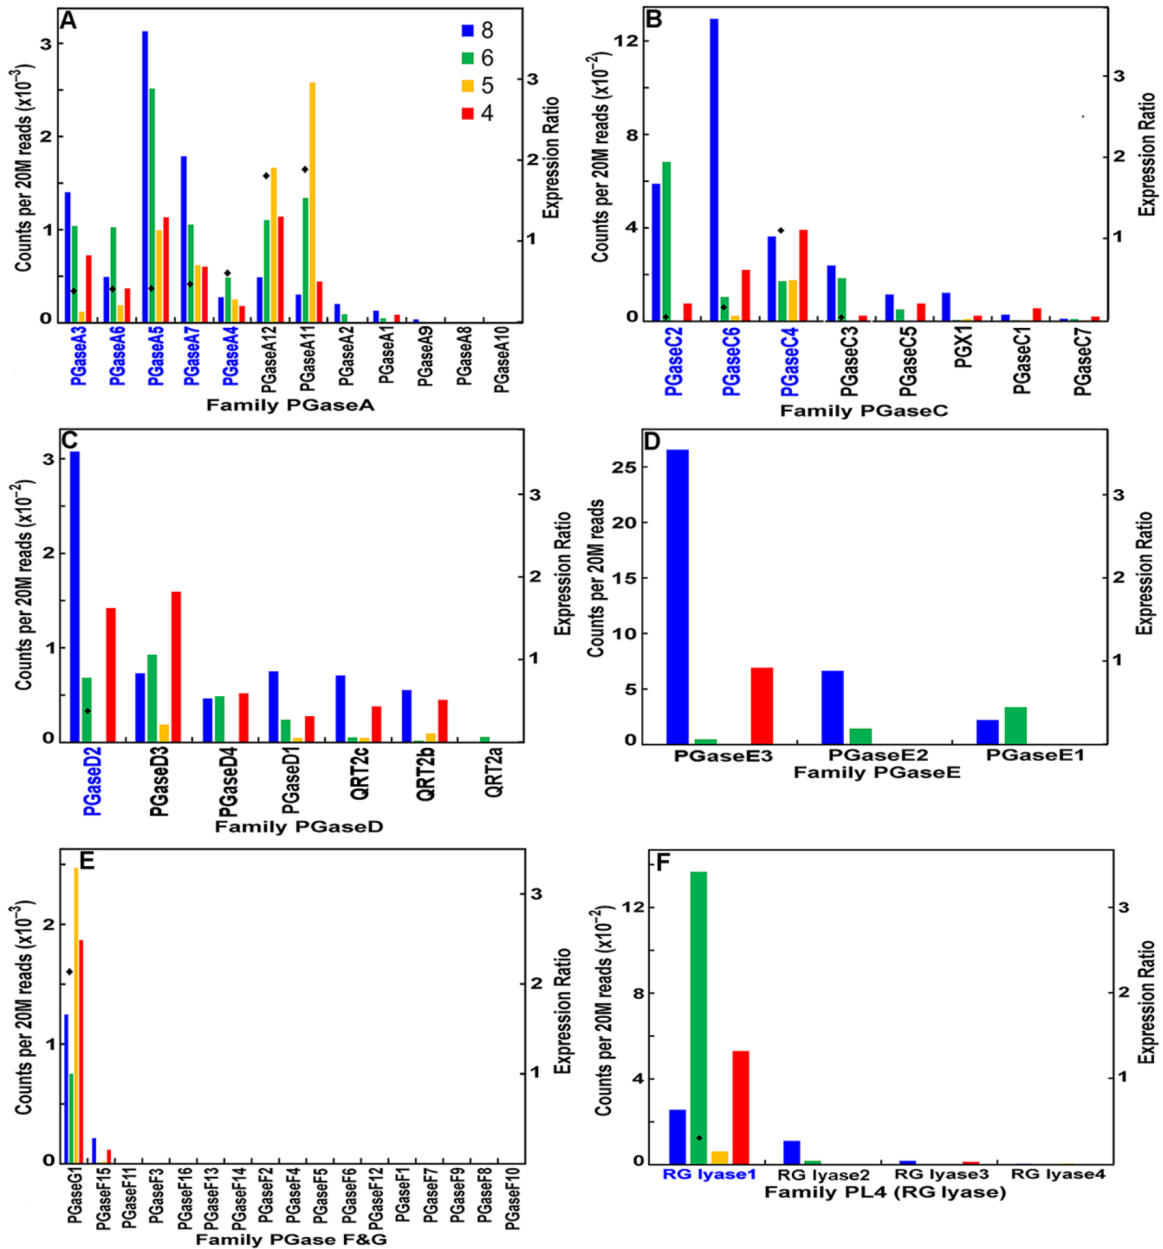 A
8
6
5
4
3
2
1
0
3
2
1
Counts per 20M reads (x10⁻³)
Expression Ratio
PGaseA3
PGaseA6
PGaseA5
PGaseA7
PGaseA4
PGaseA12
PGaseA11
PGaseA2
PGaseA1
PGaseA9
PGaseA8
PGaseA10
Family PGaseA
B
12
8
4
0
3
2
1
Counts per 20M reads (x10⁻²)
Expression Ratio
PGaseC2
PGaseC6
PGaseC4
PGaseC3
PGaseC5
PGX1
PGaseC1
PGaseC7
Family PGaseC
C
3
2
1
0
3
2
1
Counts per 20M reads (x10⁻²)
Expression Ratio
PGaseD2
PGaseD3
PGaseD4
PGaseD1
QRT2c
QRT2b
QRT2a
Family PGaseD
D
25
20
15
10
5
0
3
2
1
Counts per 20M reads
Expression Ratio
PGaseE3 PGaseE2 PGaseE1
Family PGaseE
E
2
1
0
3
2
1
Counts per 20M reads (x10⁻³)
Expression Ratio
PGaseG1
PGaseF15
PGaseF11
PGaseF3
PGaseF16
PGaseF13
PGaseF14
PGaseF2
PGaseF4
PGaseF5
PGaseF6
PGaseF12
PGaseF1
PGaseF7
PGaseF9
PGaseF8
PGaseF10
Family PGase F&G
F
12
8
4
0
3
2
1
Counts per 20M reads (x10⁻²)
Expression Ratio
RG lyase1 RG lyase2 RG lyase3 RG lyase4
Family PL4 (RG lyase)